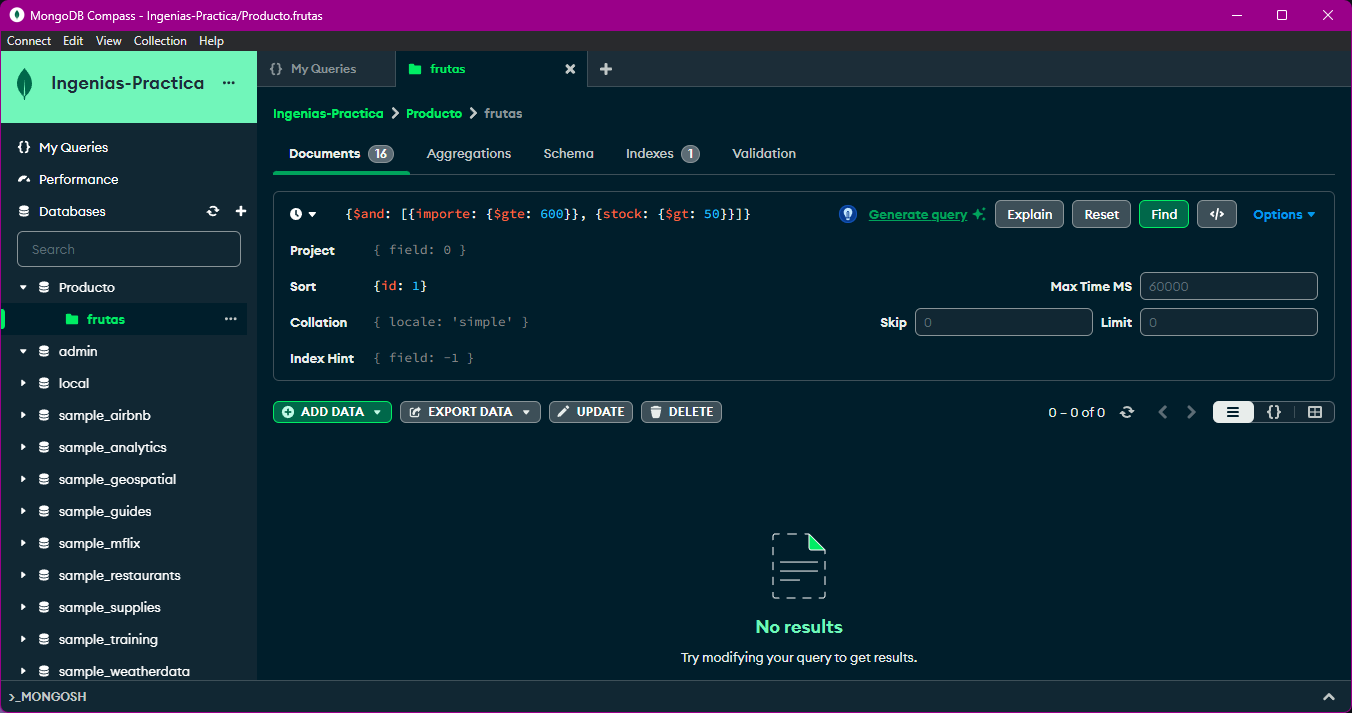 MongoDB Compass - Ingenias-Practica/Producto.frutas
Connect Edit View Collection Help
Ingenias-Practica
My Queries
Performance
Databases
Search
Producto
frutas
admin
local
sample_airbnb
sample_analytics
sample_geospatial
sample_guides
sample_mflix
sample_restaurants
sample_supplies
sample_training
sample_weatherdata
{} My Queries
frutas
Ingenias-Practica > Producto > frutas
Documents 16 Aggregations Schema Indexes 1 Validation
{$and: [{importe: {$gte: 600}}, {stock: {$gt: 50}}]}
Generate query Explain Reset Find </> Options
Project { field: 0 }
Sort {id: 1}
Max Time MS 60000
Collation { locale: 'simple' }
Skip 0 Limit 0
Index Hint { field: -1 }
ADD DATA EXPORT DATA UPDATE DELETE
0 – 0 of 0
{}
No results
Try modifying your query to get results.
>_MONGOSH